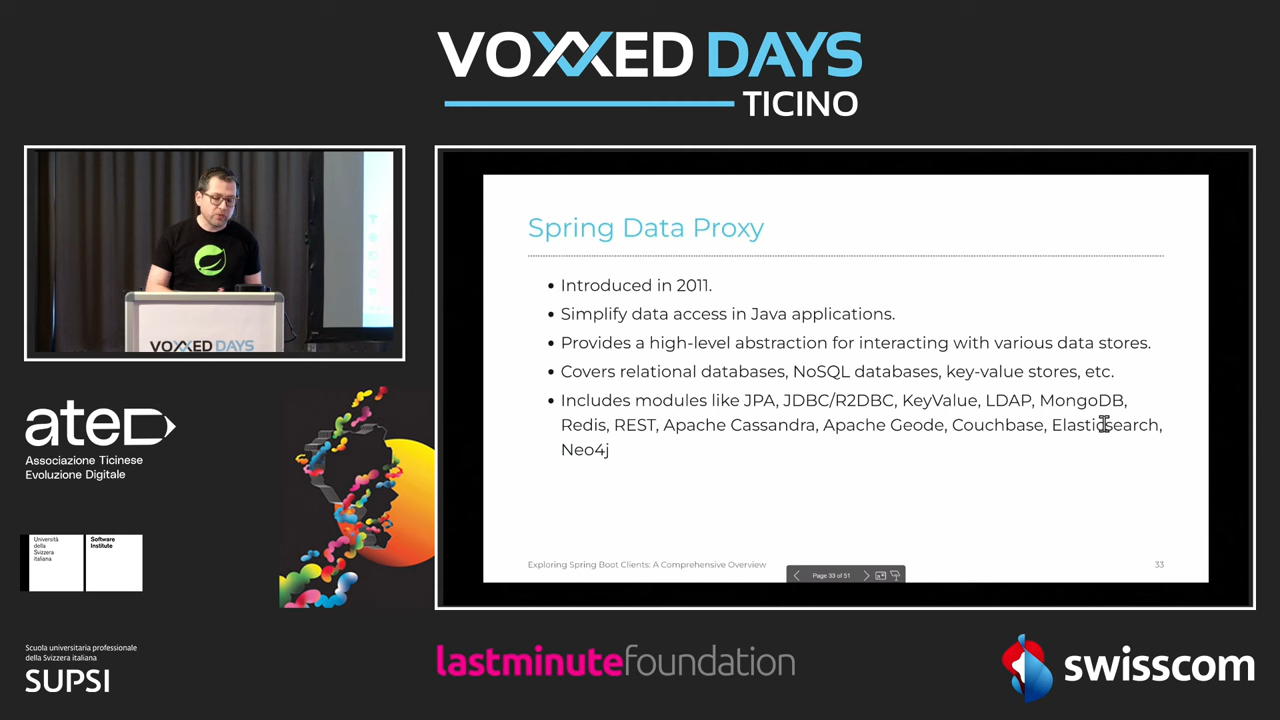 VOXXED DAYS
TICINO
VOXXED DAYS
Spring Data Proxy
• Introduced in 2011.
• Simplify data access in Java applications.
• Provides a high-level abstraction for interacting with various data stores.
• Covers relational databases, NoSQL databases, key-value stores, etc.
• Includes modules like JPA, JDBC/R2DBC, KeyValue, LDAP, MongoDB,
Redis, REST, Apache Cassandra, Apache Geode, Couchbase, Elasticsearch,
Neo4j
Exploring Spring Boot Clients: A Comprehensive Overview
33
Page 33 of 51
ated
Associazione Ticinese
Evoluzione Digitale
Università
della
Svizzera
italiana
Software
Institute
Scuola universitaria professionale
della Svizzera italiana
SUPSI
lastminutefoundation
swisscom